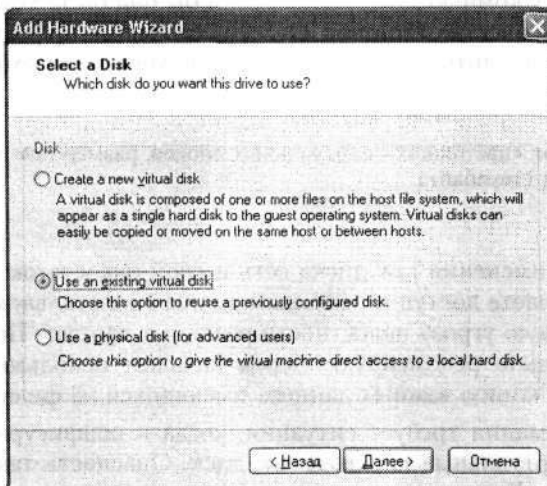 Add Hardware Wizard
Select a Disk
Which disk do you want this drive to use?
Disk
Create a new virtual disk
A virtual disk is composed of one or more files on the host file system, which will
appear as a single hard disk to the guest operating system. Virtual disks can
easily be copied or moved on the same host or between hosts.
Use an existing virtual disk
Choose this option to reuse a previously configured disk.
Use a physical disk (for advanced users)
Choose this option to give the virtual machine direct access to a local hard disk.
< Назад Далее > Отмена